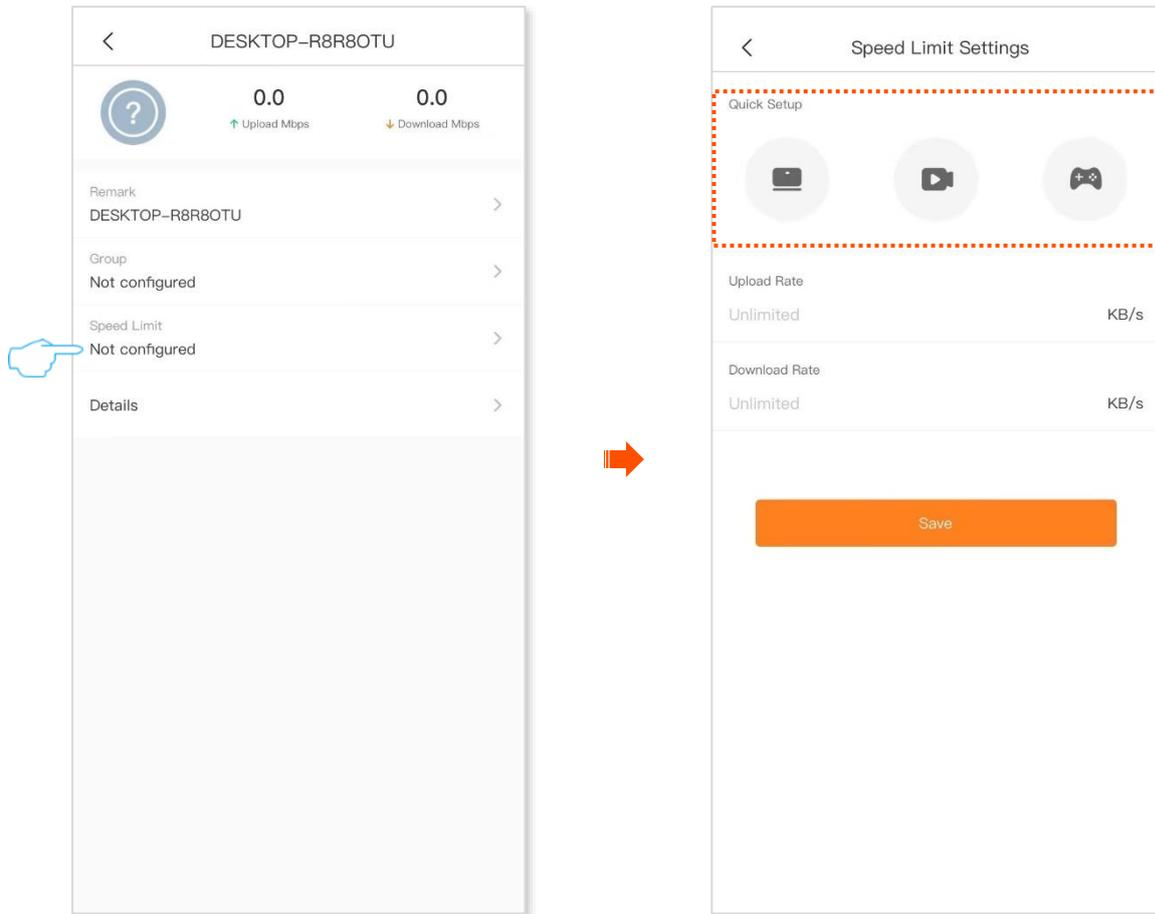 DESKTOP-R8R8OTU
0.0 0.0
↑ Upload Mbps ↓ Download Mbps
Remark
DESKTOP-R8R8OTU
Group
Not configured
Speed Limit
Not configured
Details
Speed Limit Settings
Quick Setup
Upload Rate
Unlimited KB/s
Download Rate
Unlimited KB/s
Save